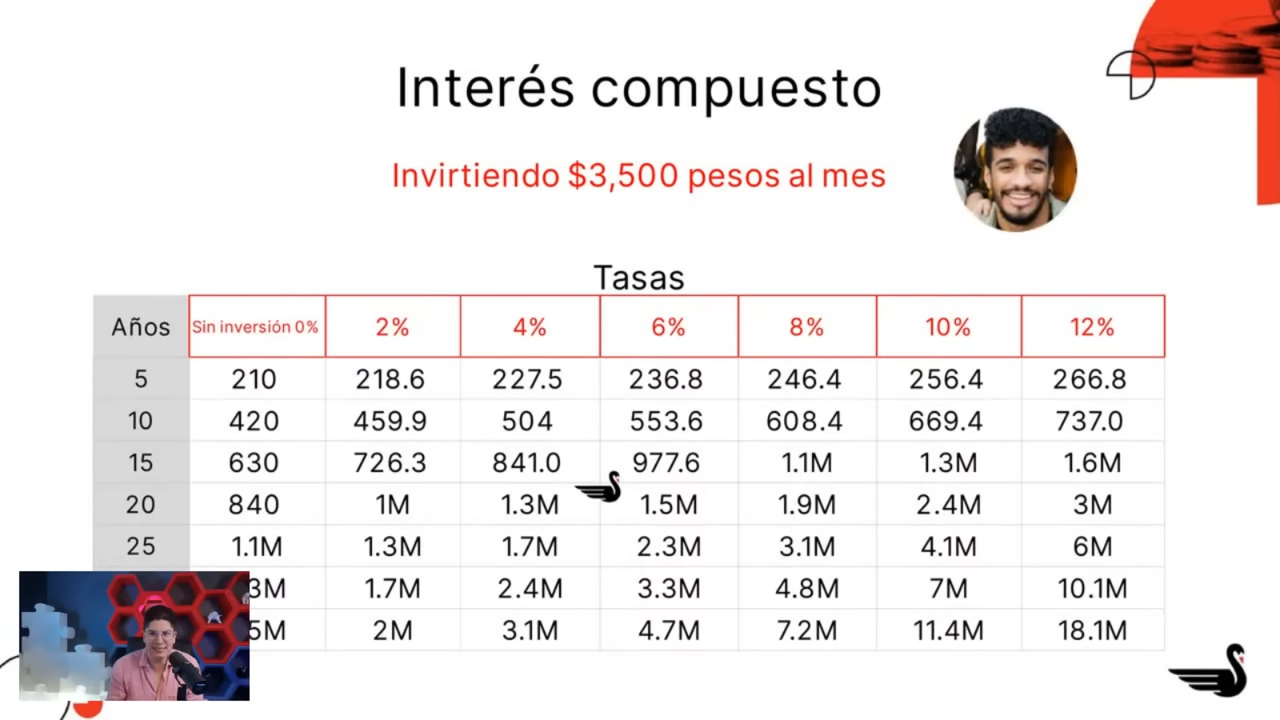 Interés compuesto
Invirtiendo $3,500 pesos al mes
Tasas
Años Sin inversión 0% 2% 4% 6% 8% 10% 12%
5 210 218.6 227.5 236.8 246.4 256.4 266.8
10 420 459.9 504 553.6 608.4 669.4 737.0
15 630 726.3 841.0 977.6 1.1M 1.3M 1.6M
20 840 1M 1.3M 1.5M 1.9M 2.4M 3M
25 1.1M 1.3M 1.7M 2.3M 3.1M 4.1M 6M
3M 1.7M 2.4M 3.3M 4.8M 7M 10.1M
5M 2M 3.1M 4.7M 7.2M 11.4M 18.1M